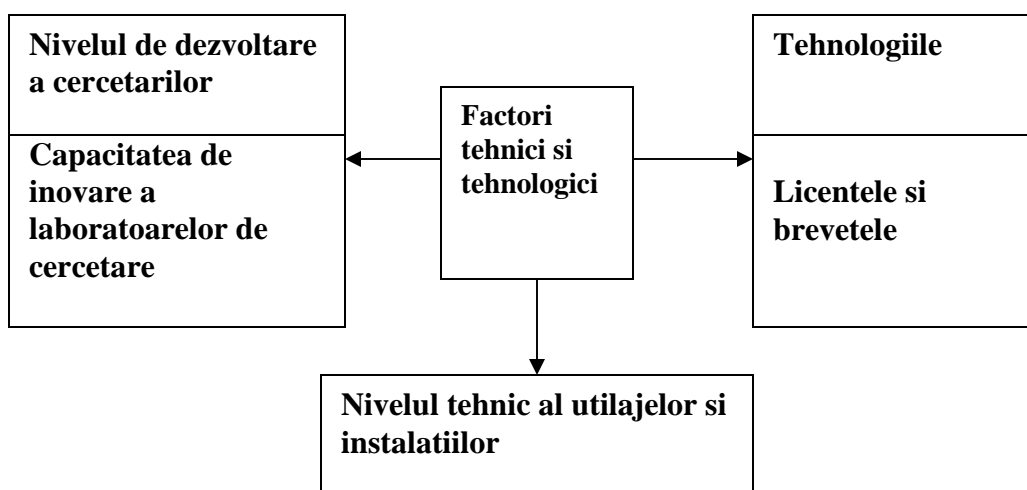 Nivelul de dezvoltare
a cercetarilor
Capacitatea de
inovare a
laboratoarelor de
cercetare
Factori
tehnici si
tehnologici
Tehnologiile
Licentele si
brevetele
Nivelul tehnic al utilajelor si
instalatiilor